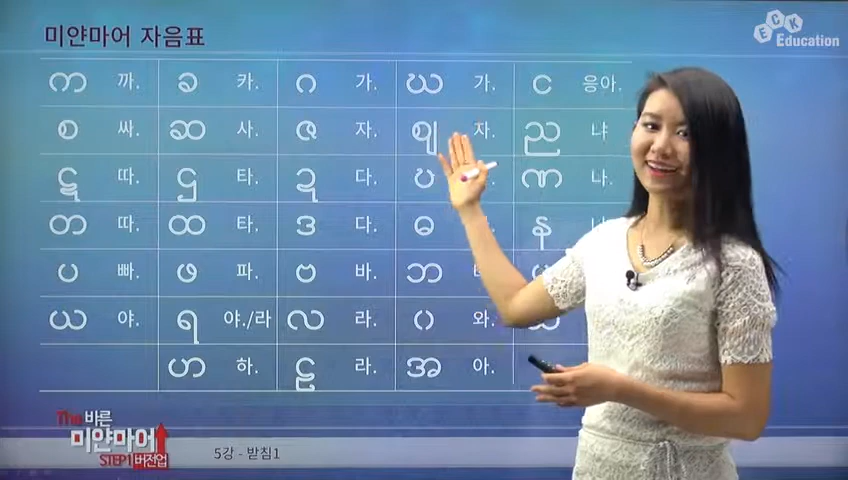 미얀마어 자음표
ECK Education
က 까. ခ 카. ဂ 가. ဃ 가. င 응아.
စ 싸. ဆ 사. ဇ 자. ဈ 자. ည 냐
ဋ 따. ဌ 타. ဍ 다. ဎ ဏ 나.
တ 따. ထ 타. ဒ 다. ဓ န
ပ 빠. ဖ 파. ဗ 바. ဘ
ယ 야. ရ 야./라 လ 라. ဝ 와.
ဟ 하. ဠ 라. အ 아.
The 바른
미얀마어
STEP1 버전업
5강 - 받침1